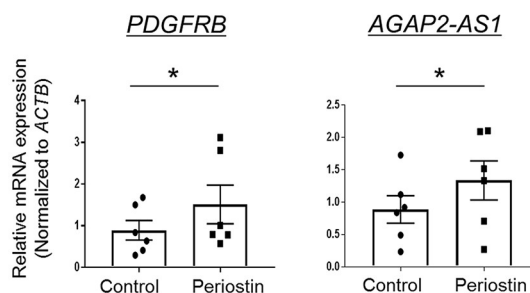 PDGFRB
AGAP2-AS1
Relative mRNA expression
(Normalized to ACTB)
*
*
4
3
2
1
0
2.5
2.0
1.5
1.0
0.5
0.0
Control Periostin
Control Periostin